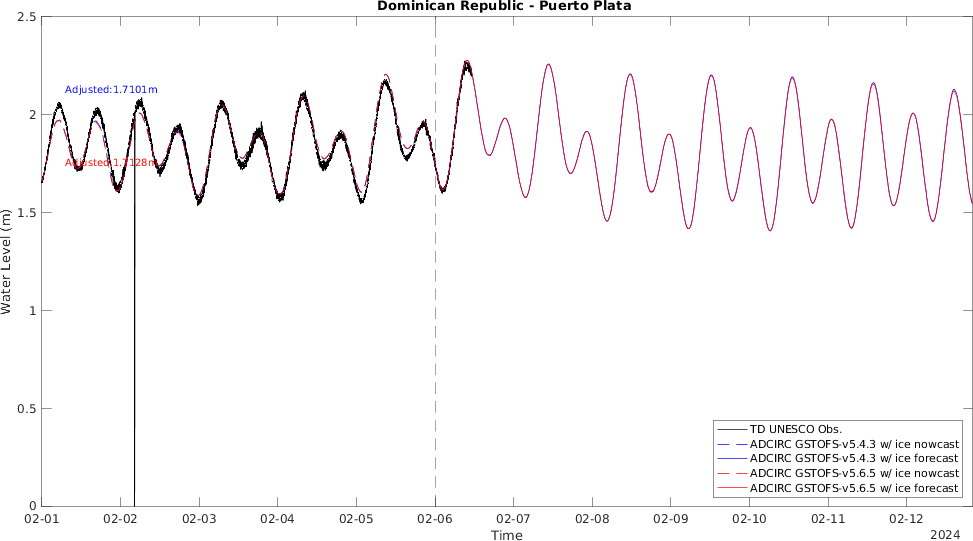 Dominican Republic - Puerto Plata
2.5
2
1.5
1
0.5
0
Water Level (m)
Adjusted:1.7101m
Adjusted:1.7128m
TD UNESCO Obs.
ADCIRC GSTOFS-v5.4.3 w/ ice nowcast
ADCIRC GSTOFS-v5.4.3 w/ ice forecast
ADCIRC GSTOFS-v5.6.5 w/ ice nowcast
ADCIRC GSTOFS-v5.6.5 w/ ice forecast
02-01 02-02 02-03 02-04 02-05 02-06 02-07 02-08 02-09 02-10 02-11 02-12
Time
2024